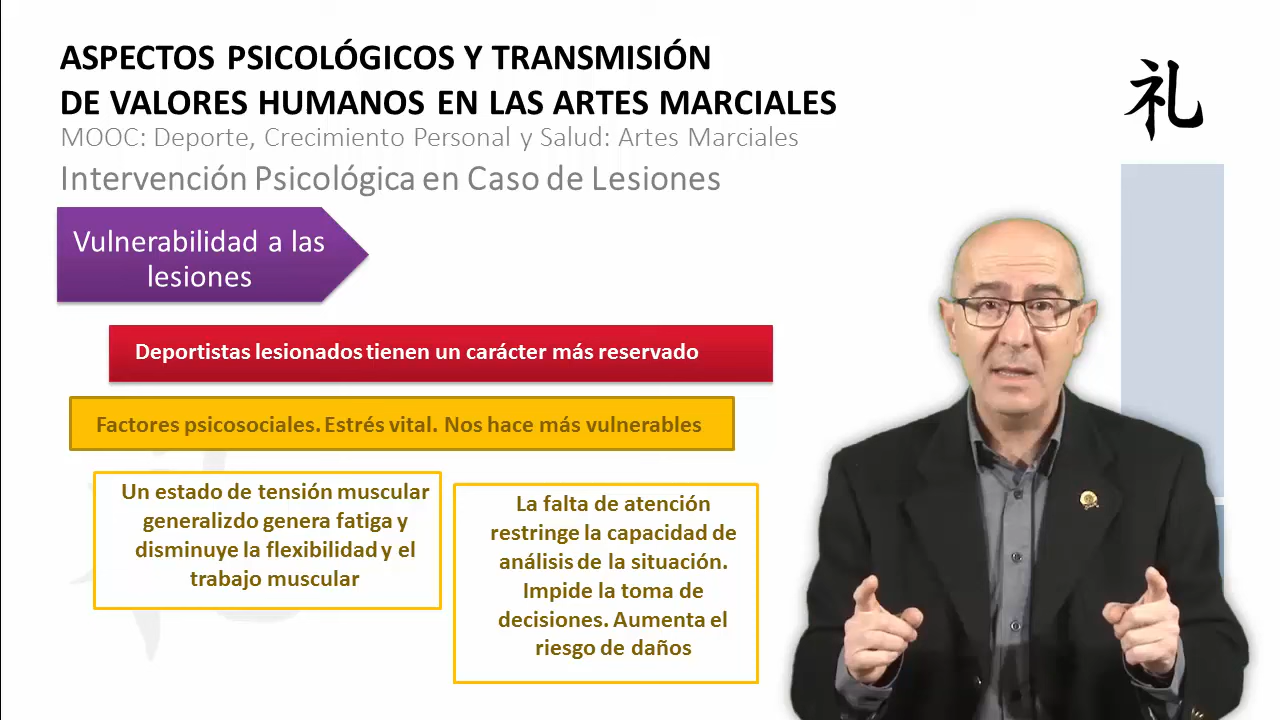 ASPECTOS PSICOLÓGICOS Y TRANSMISIÓN
DE VALORES HUMANOS EN LAS ARTES MARCIALES
MOOC: Deporte, Crecimiento Personal y Salud: Artes Marciales
Intervención Psicológica en Caso de Lesiones
礼
Vulnerabilidad a las
lesiones
Deportistas lesionados tienen un carácter más reservado
Factores psicosociales. Estrés vital. Nos hace más vulnerables
Un estado de tensión muscular
generalizdo genera fatiga y
disminuye la flexibilidad y el
trabajo muscular
La falta de atención
restringe la capacidad de
análisis de la situación.
Impide la toma de
decisiones. Aumenta el
riesgo de daños